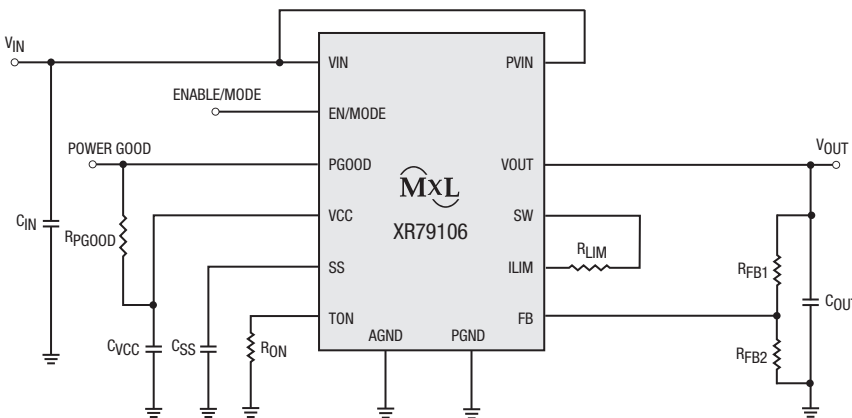 VIN
VIN
PVIN
ENABLE/MODE
EN/MODE
POWER GOOD
PGOOD
VOUT
VOUT
MXL
XR79106
CIN
RPGOOD
VCC
SW
RLIM
SS
ILIM
RFB1
COUT
TON
FB
CVCC
CSS
RON
AGND
PGND
RFB2